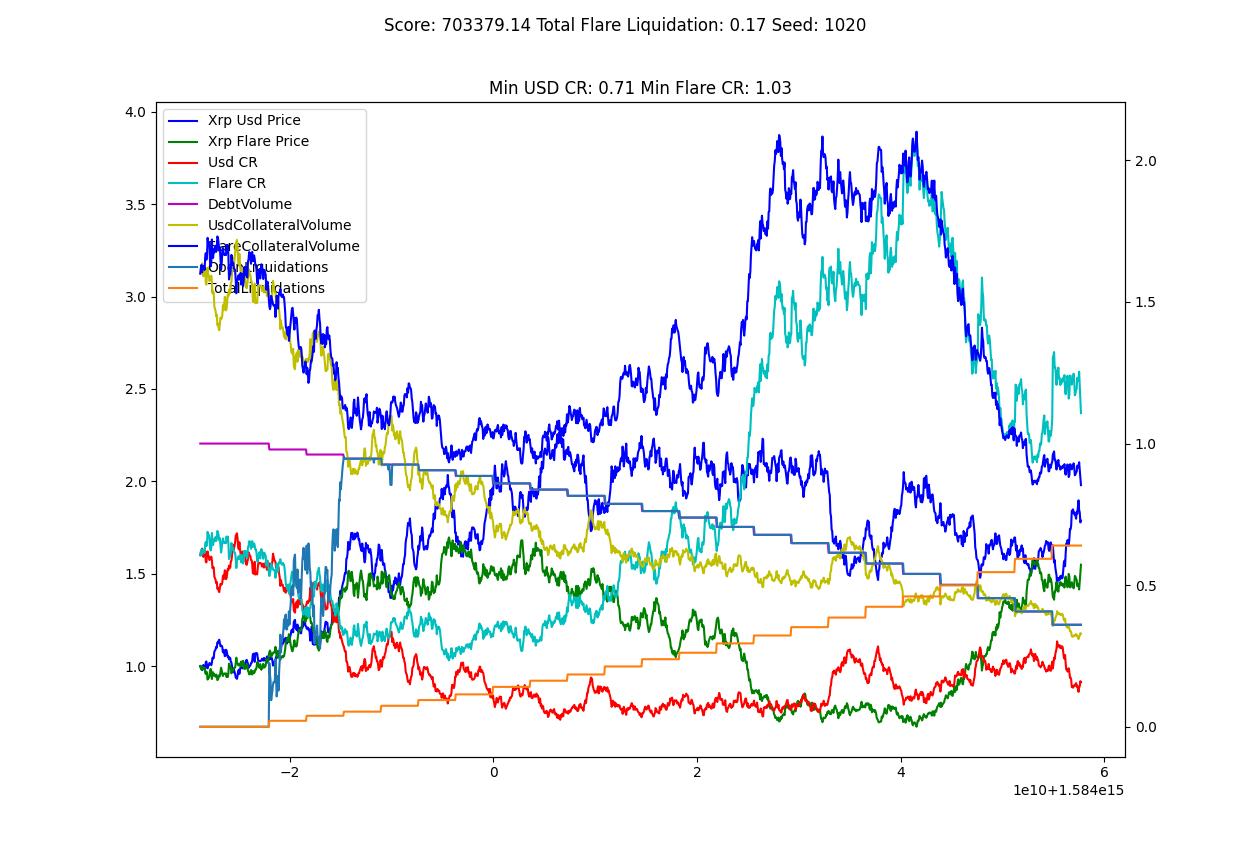 Score: 703379.14 Total Flare Liquidation: 0.17 Seed: 1020
Min USD CR: 0.71 Min Flare CR: 1.03
Xrp Usd Price
Xrp Flare Price
Usd CR
Flare CR
DebtVolume
UsdCollateralVolume
FlareCollateralVolume
OpenLiquidations
TotalLiquidations
4.0
3.5
3.0
2.5
2.0
1.5
1.0
2.0
1.5
1.0
0.5
0.0
−2
0
2
4
6
1e10+1.584e15